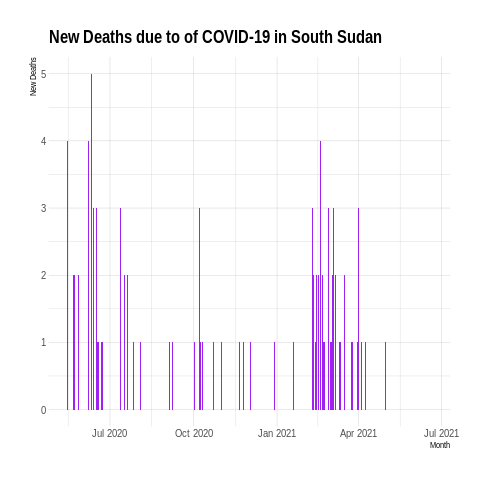 New Deaths due to of COVID-19 in South Sudan
New Deaths
5
4
3
2
1
0
Jul 2020 Oct 2020 Jan 2021 Apr 2021 Jul 2021
Month